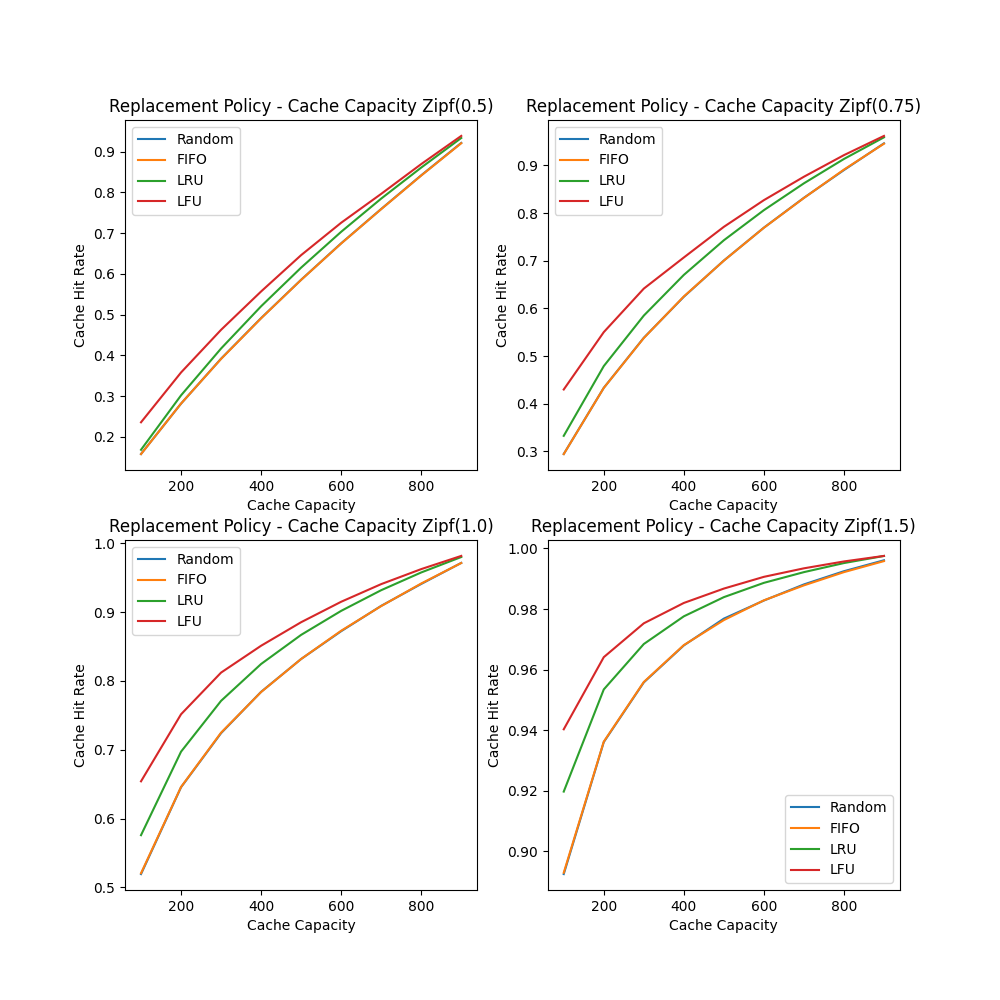 Replacement Policy - Cache Capacity Zipf(0.5)
Random
FIFO
LRU
LFU
0.9
0.8
0.7
0.6
0.5
0.4
0.3
0.2
Cache Hit Rate
200
400
600
800
Cache Capacity
Replacement Policy - Cache Capacity Zipf(0.75)
Random
FIFO
LRU
LFU
0.9
0.8
0.7
0.6
0.5
0.4
0.3
Cache Hit Rate
200
400
600
800
Cache Capacity
Replacement Policy - Cache Capacity Zipf(1.0)
Random
FIFO
LRU
LFU
1.0
0.9
0.8
0.7
0.6
0.5
Cache Hit Rate
200
400
600
800
Cache Capacity
Replacement Policy - Cache Capacity Zipf(1.5)
1.00
0.98
0.96
0.94
0.92
0.90
Cache Hit Rate
Random
FIFO
LRU
LFU
200
400
600
800
Cache Capacity